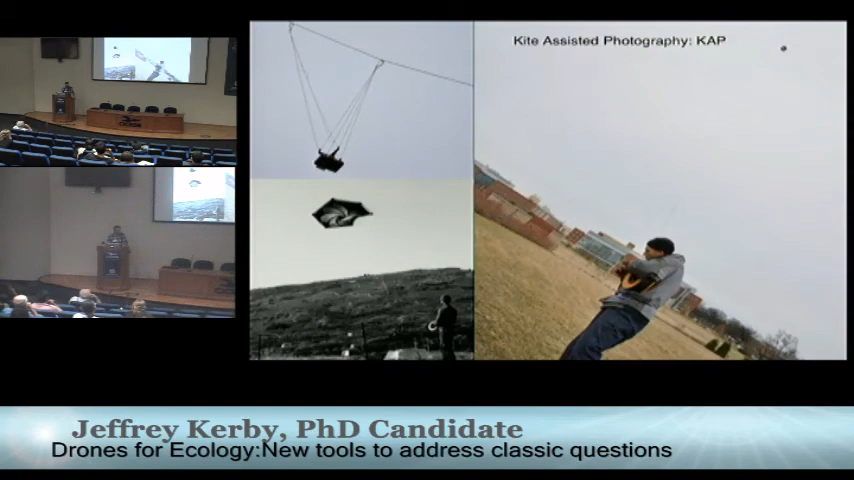 Kite Assisted Photography: KAP
Jeffrey Kerby, PhD Candidate
Drones for Ecology:New tools to address classic questions